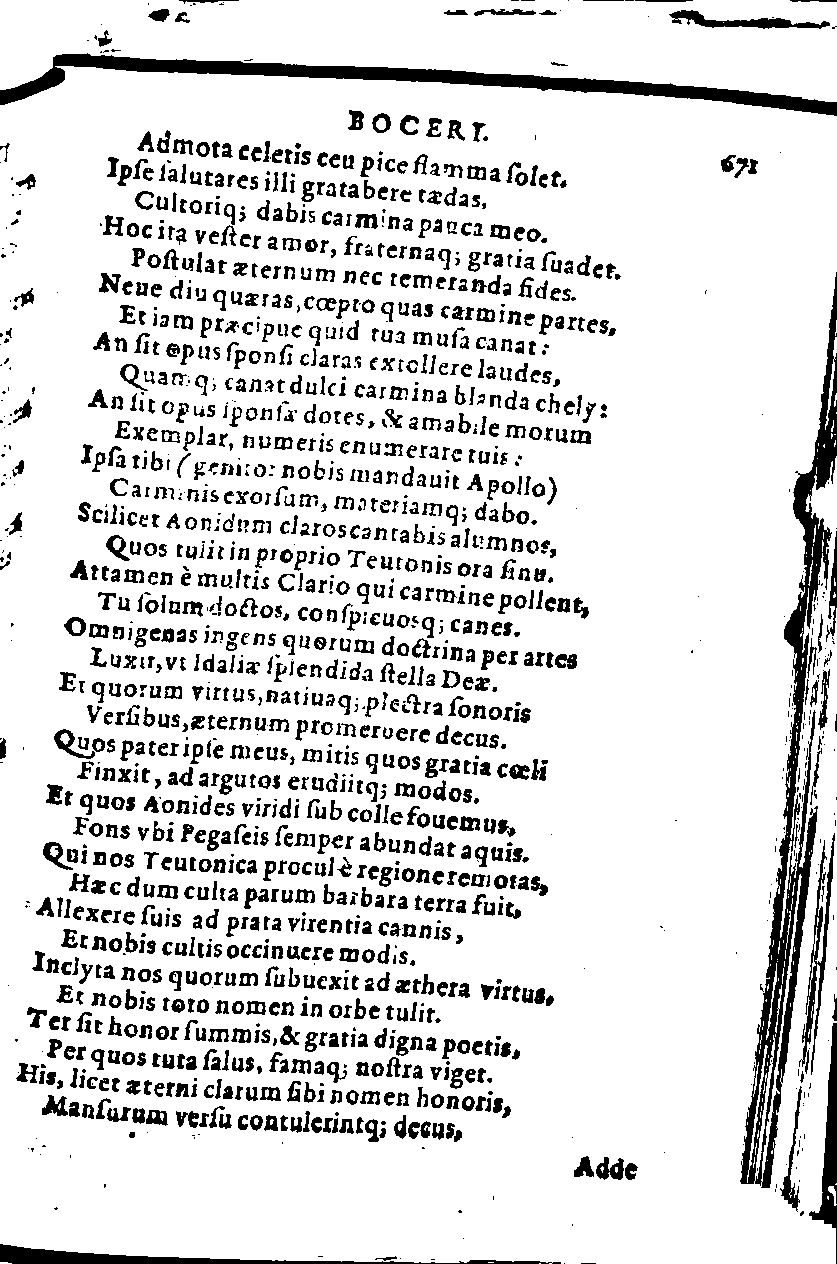 BOCERI. 671
Admota celeris ceu pice flamma ſolet.
Ipſe ſalutares illi gratabere tædas,
Cultoriq; dabis carmina pauca meo.
Hoc ita veſter amor, fraternaq; gratia ſuadet.
Poſtulat æternum nec temeranda fides.
Neue diu quæras, cœpto quas carmine partes,
Et iam præcipue quid tua muſa canat:
An ſit opus ſponſi claras extollere laudes,
Quamq; canat dulci carmina blanda chely:
An ſit opus ſponſæ dotes, & amabile morum
Exemplar, numeris enumerare tuis:
Ipſa tibi (genitor nobis mandauit Apollo)
Carminis exorſum, materiamq; dabo.
Scilicet Aonidum claros cantabis alumnos,
Quos tulit in proprio Teutonis ora ſinu.
Attamen è multis Clario qui carmine pollent,
Tu ſolum doctos, conſpicuosq; canes.
Omnigenas ingens quorum doctrina per artes
Luxit, vt Idaliæ ſplendida ſtella Deæ.
Et quorum virtus, natiuaq; plectra ſonoris
Verſibus, æternum promeruere decus.
Quos pater ipſe meus, mitis quos gratia cœli
Finxit, ad argutos erudiitq; modos.
Et quos Aonides viridi ſub colle fouemus,
Fons vbi Pegaſeis ſemper abundat aquis.
Qui nos Teutonica procul è regione remotas,
Hæc dum culta parum barbara terra fuit,
Allexere ſuis ad prata virentia cannis,
Et nobis cultis occinuere modis.
Inclyta nos quorum ſubuexit ad æthera virtus,
Et nobis toto nomen in orbe tulit.
Ter ſit honor ſummis, & gratia digna poetis,
Per quos tuta ſalus, famaq; noſtra viget.
His, licet æterni clarum ſibi nomen honoris,
Manſurum verſu contulerintq; decus,
Adde